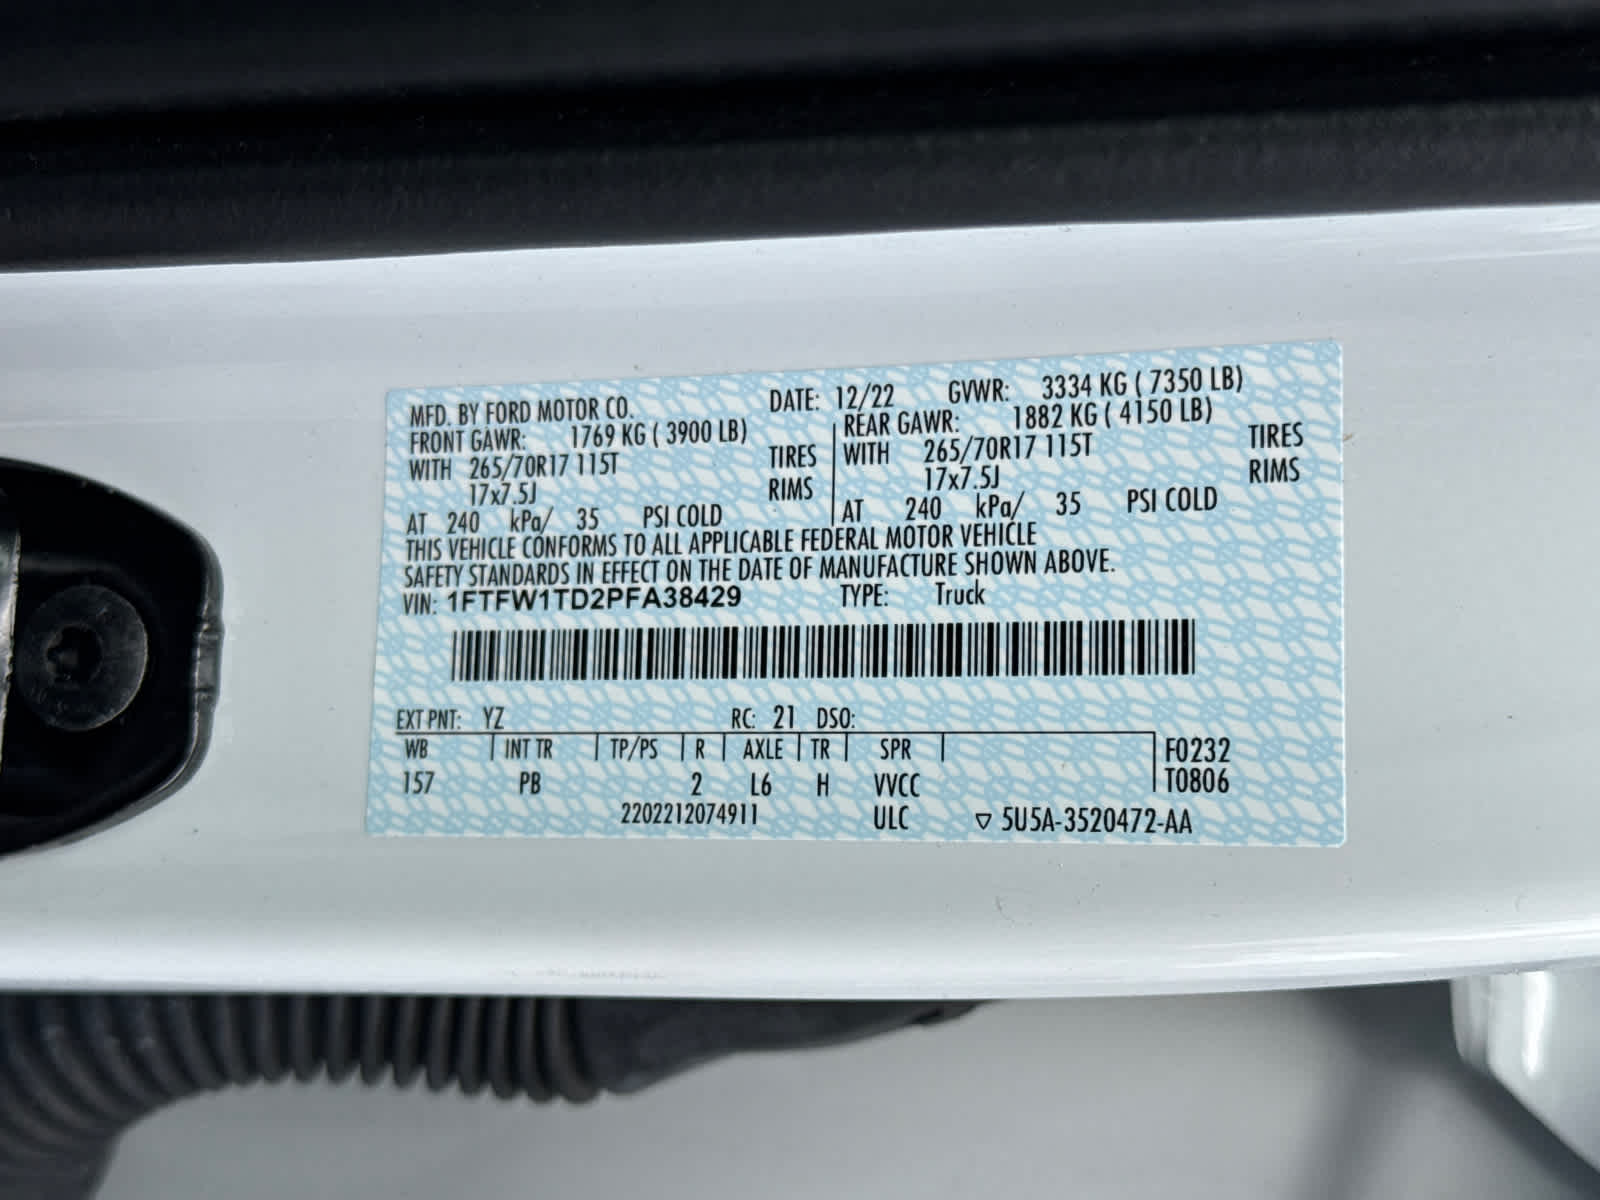 MFD. BY FORD MOTOR CO. DATE: 12/22 GVWR: 3334 KG ( 7350 LB)
FRONT GAWR: 1769 KG ( 3900 LB) REAR GAWR: 1882 KG ( 4150 LB)
WITH 265/70R17 115T TIRES WITH 265/70R17 115T TIRES
17x7.5J RIMS 17x7.5J RIMS
AT 240 kPa/ 35 PSI COLD AT 240 kPa/ 35 PSI COLD
THIS VEHICLE CONFORMS TO ALL APPLICABLE FEDERAL MOTOR VEHICLE
SAFETY STANDARDS IN EFFECT ON THE DATE OF MANUFACTURE SHOWN ABOVE.
VIN: 1FTFW1TD2PFA38429 TYPE: Truck
EXT PNT: YZ RC: 21 DSO:
WB INT TR TP/PS R AXLE TR SPR F0232
157 PB 2 L6 H VVCC T0806
2202212074911 ULC ▽ 5U5A-3520472-AA